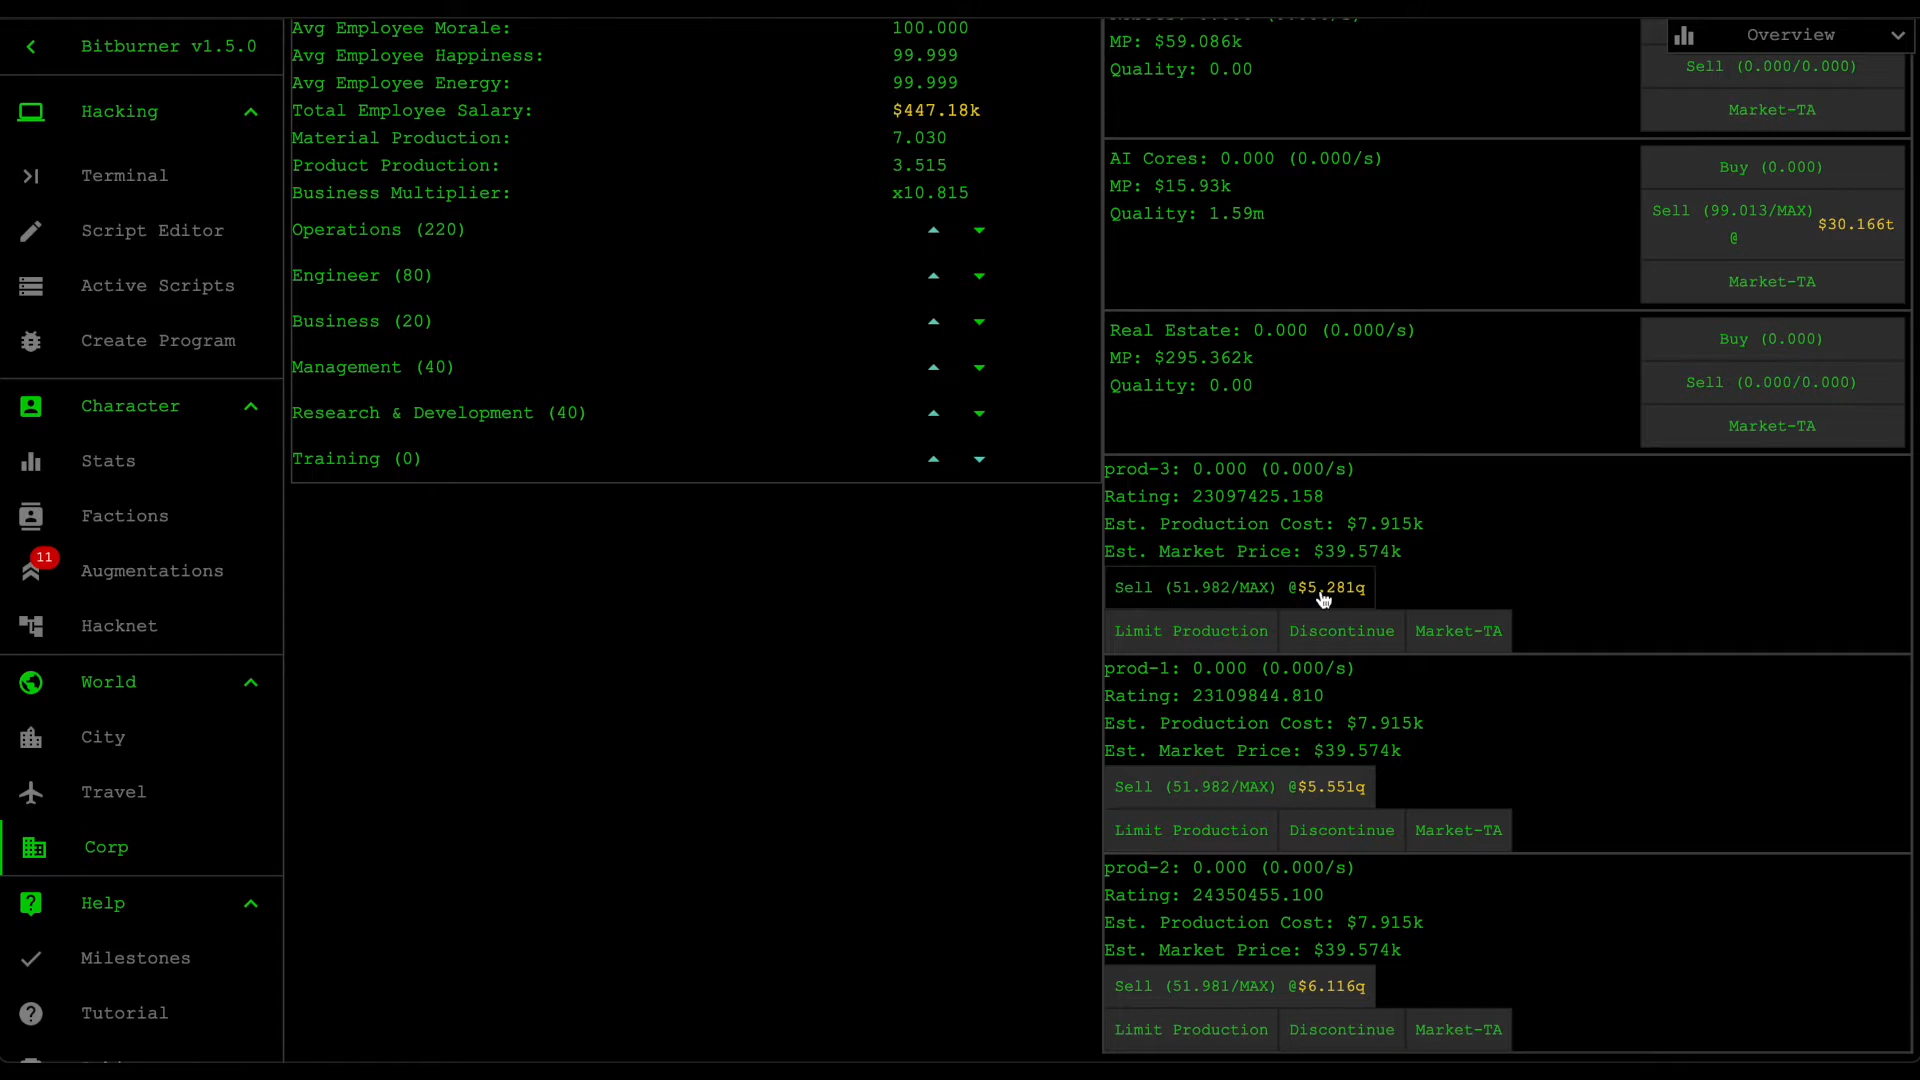 Bitburner v1.5.0
Hacking
Terminal
Script Editor
Active Scripts
Create Program
Character
Stats
Factions
11
Augmentations
Hacknet
World
City
Travel
Corp
Help
Milestones
Tutorial
Avg Employee Morale: 100.000
Avg Employee Happiness: 99.999
Avg Employee Energy: 99.999
Total Employee Salary: $447.18k
Material Production: 7.030
Product Production: 3.515
Business Multiplier: x10.815
Operations (220)
Engineer (80)
Business (20)
Management (40)
Research & Development (40)
Training (0)
Overview
MP: $59.086k
Quality: 0.00
Sell (0.000/0.000)
Market-TA
AI Cores: 0.000 (0.000/s)
MP: $15.93k
Quality: 1.59m
Buy (0.000)
Sell (99.013/MAX) @ $30.166t
Market-TA
Real Estate: 0.000 (0.000/s)
MP: $295.362k
Quality: 0.00
Buy (0.000)
Sell (0.000/0.000)
Market-TA
prod-3: 0.000 (0.000/s)
Rating: 23097425.158
Est. Production Cost: $7.915k
Est. Market Price: $39.574k
Sell (51.982/MAX) @$5.281q
Limit Production Discontinue Market-TA
prod-1: 0.000 (0.000/s)
Rating: 23109844.810
Est. Production Cost: $7.915k
Est. Market Price: $39.574k
Sell (51.982/MAX) @$5.551q
Limit Production Discontinue Market-TA
prod-2: 0.000 (0.000/s)
Rating: 24350455.100
Est. Production Cost: $7.915k
Est. Market Price: $39.574k
Sell (51.981/MAX) @$6.116q
Limit Production Discontinue Market-TA